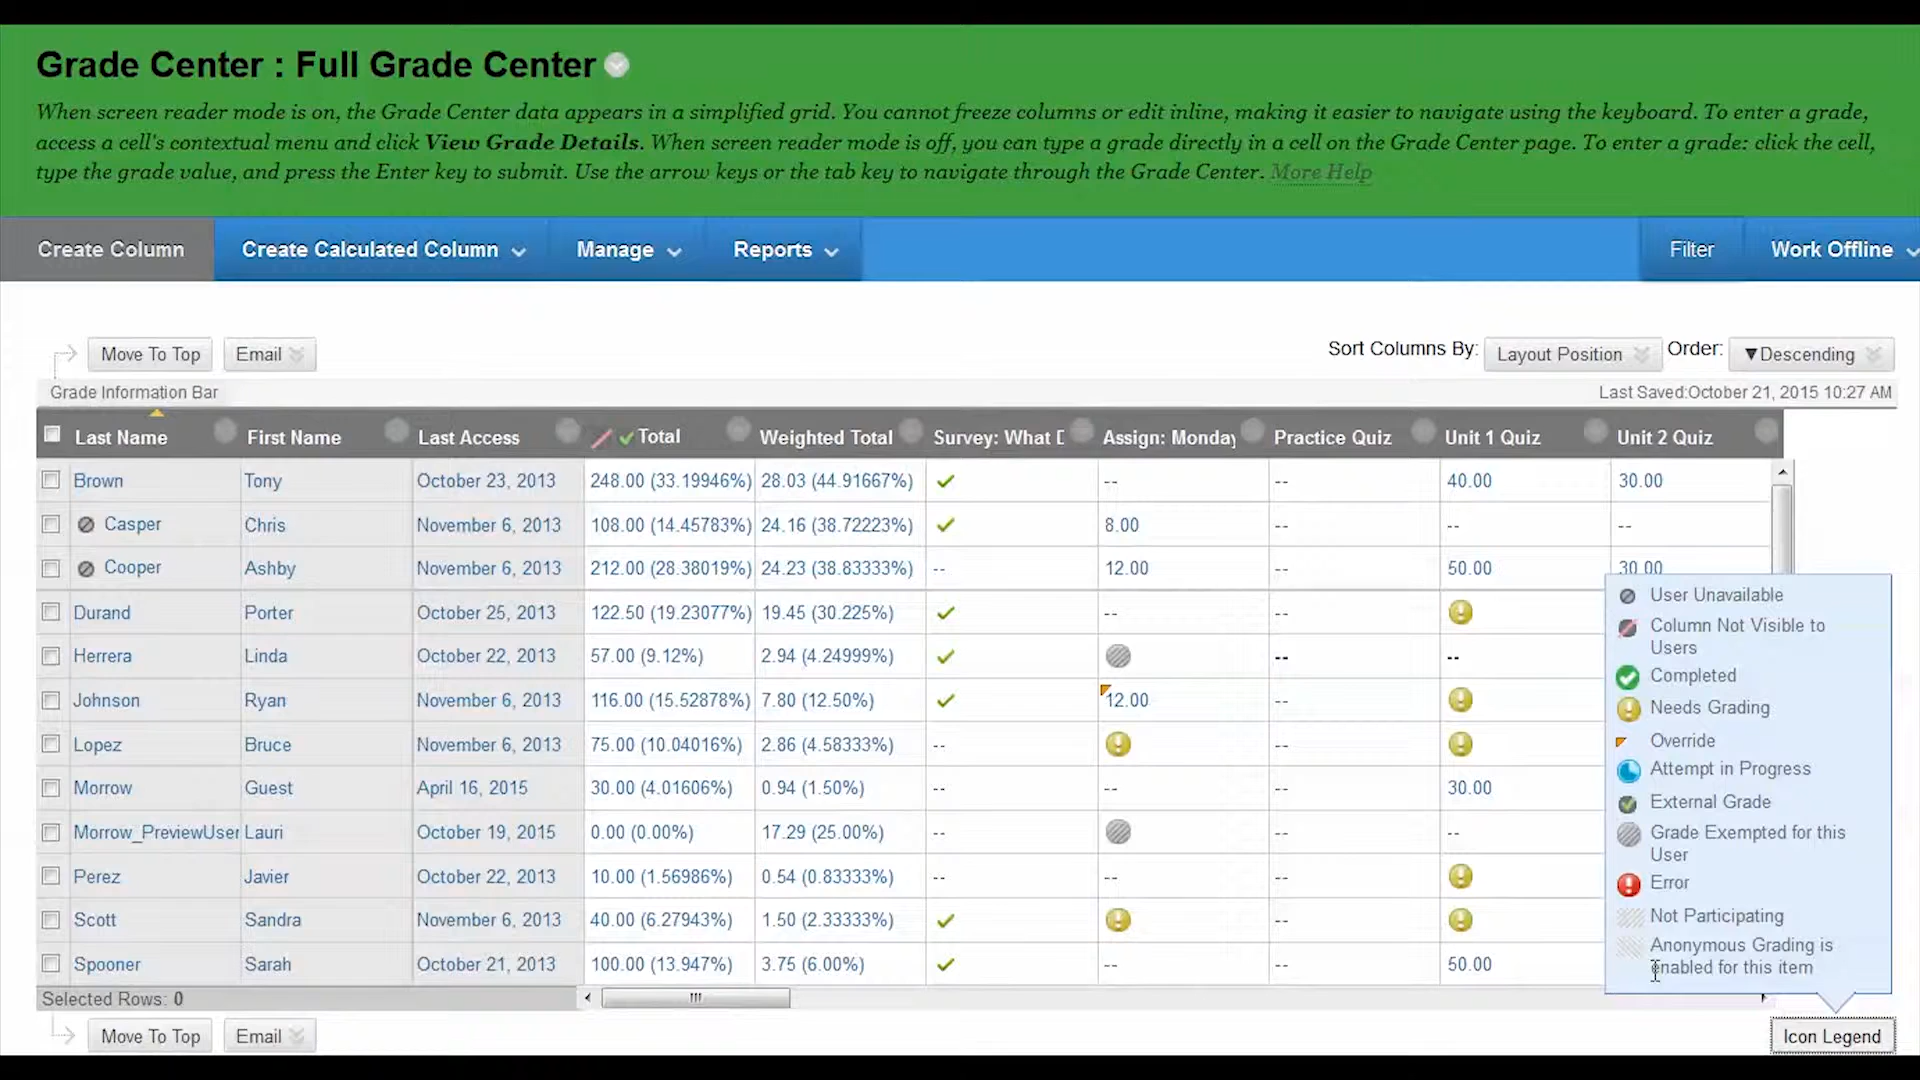 Grade Center : Full Grade Center
When screen reader mode is on, the Grade Center data appears in a simplified grid. You cannot freeze columns or edit inline, making it easier to navigate using the keyboard. To enter a grade,
access a cell's contextual menu and click View Grade Details. When screen reader mode is off, you can type a grade directly in a cell on the Grade Center page. To enter a grade: click the cell,
type the grade value, and press the Enter key to submit. Use the arrow keys or the tab key to navigate through the Grade Center. More Help
Create Column Create Calculated Column Manage Reports Filter Work Offline
Move To Top Email Sort Columns By: Layout Position Order: ▼Descending
Grade Information Bar Last Saved:October 21, 2015 10:27 AM
Last Name First Name Last Access Total Weighted Total Survey: What D Assign: Monday Practice Quiz Unit 1 Quiz Unit 2 Quiz
Brown Tony October 23, 2013 248.00 (33.19946%) 28.03 (44.91667%) -- -- 40.00 30.00
Casper Chris November 6, 2013 108.00 (14.45783%) 24.16 (38.72223%) 8.00 -- -- --
Cooper Ashby November 6, 2013 212.00 (28.38019%) 24.23 (38.83333%) -- 12.00 -- 50.00 30.00
Durand Porter October 25, 2013 122.50 (19.23077%) 19.45 (30.225%) -- --
Herrera Linda October 22, 2013 57.00 (9.12%) 2.94 (4.24999%) -- --
Johnson Ryan November 6, 2013 116.00 (15.52878%) 7.80 (12.50%) 12.00 --
Lopez Bruce November 6, 2013 75.00 (10.04016%) 2.86 (4.58333%) -- --
Morrow Guest April 16, 2015 30.00 (4.01606%) 0.94 (1.50%) -- -- -- 30.00
Morrow_PreviewUser Lauri October 19, 2015 0.00 (0.00%) 17.29 (25.00%) -- -- --
Perez Javier October 22, 2013 10.00 (1.56986%) 0.54 (0.83333%) -- -- --
Scott Sandra November 6, 2013 40.00 (6.27943%) 1.50 (2.33333%) --
Spooner Sarah October 21, 2013 100.00 (13.947%) 3.75 (6.00%) -- -- 50.00
User Unavailable
Column Not Visible to
Users
Completed
Needs Grading
Override
Attempt in Progress
External Grade
Grade Exempted for this
User
Error
Not Participating
Anonymous Grading is
enabled for this item
Selected Rows: 0
Move To Top Email Icon Legend